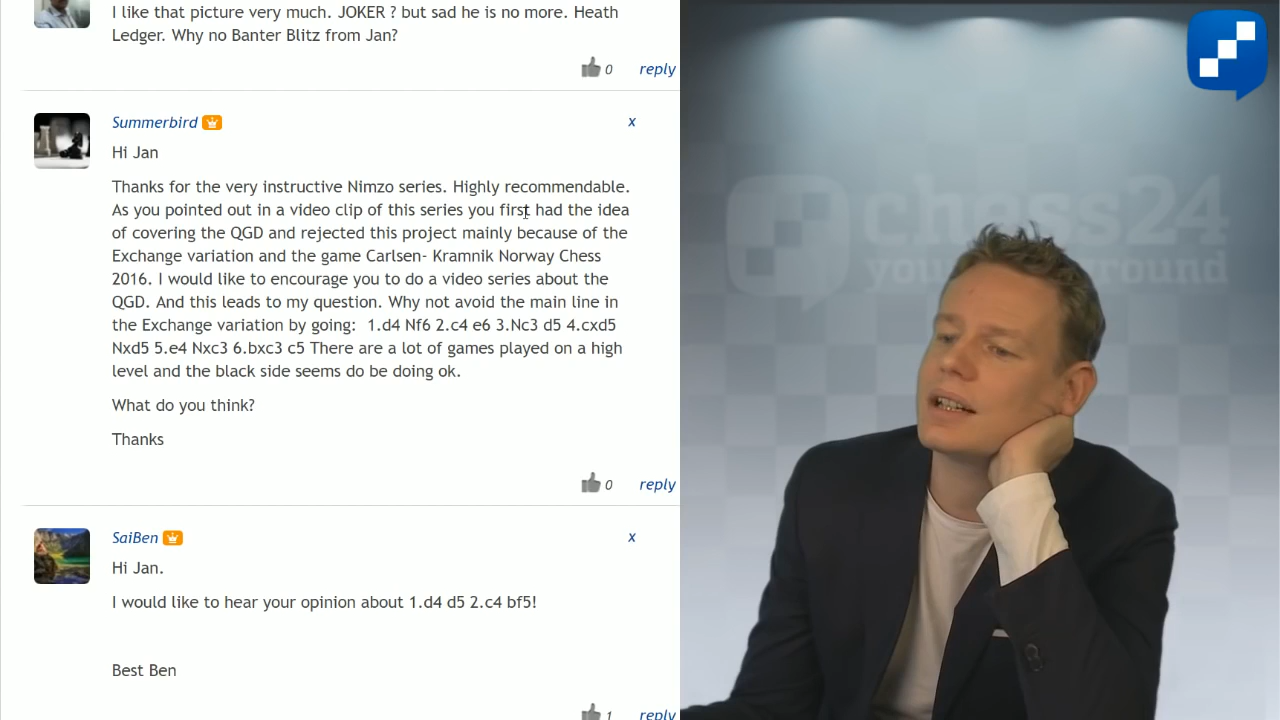 I like that picture very much. JOKER ? but sad he is no more. Heath
Ledger. Why no Banter Blitz from Jan?
0 reply
Summerbird x
Hi Jan
Thanks for the very instructive Nimzo series. Highly recommendable.
As you pointed out in a video clip of this series you first had the idea
of covering the QGD and rejected this project mainly because of the
Exchange variation and the game Carlsen- Kramnik Norway Chess
2016. I would like to encourage you to do a video series about the
QGD. And this leads to my question. Why not avoid the main line in
the Exchange variation by going:  1.d4 Nf6 2.c4 e6 3.Nc3 d5 4.cxd5
Nxd5 5.e4 Nxc3 6.bxc3 c5 There are a lot of games played on a high
level and the black side seems do be doing ok.
What do you think?
Thanks
0 reply
SaiBen x
Hi Jan.
I would like to hear your opinion about 1.d4 d5 2.c4 bf5!
Best Ben
1 reply
chess24